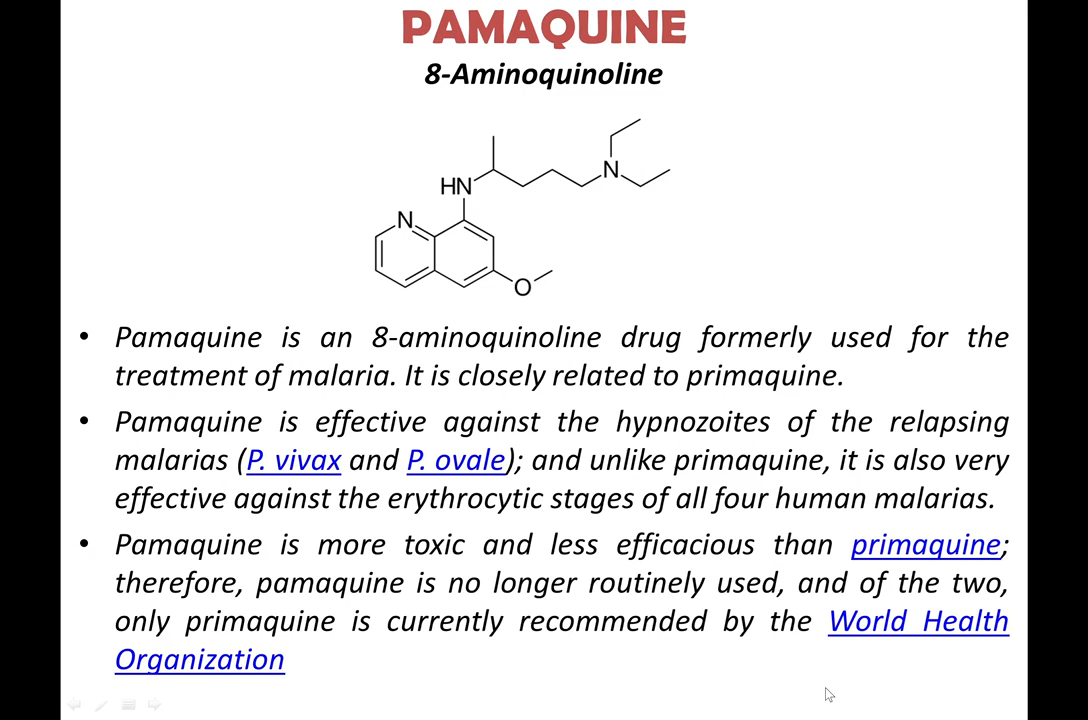 PAMAQUINE
8-Aminoquinoline
N
HN
N
O
• Pamaquine is an 8-aminoquinoline drug formerly used for the
treatment of malaria. It is closely related to primaquine.
• Pamaquine is effective against the hypnozoites of the relapsing
malarias (P. vivax and P. ovale); and unlike primaquine, it is also very
effective against the erythrocytic stages of all four human malarias.
• Pamaquine is more toxic and less efficacious than primaquine;
therefore, pamaquine is no longer routinely used, and of the two,
only primaquine is currently recommended by the World Health
Organization